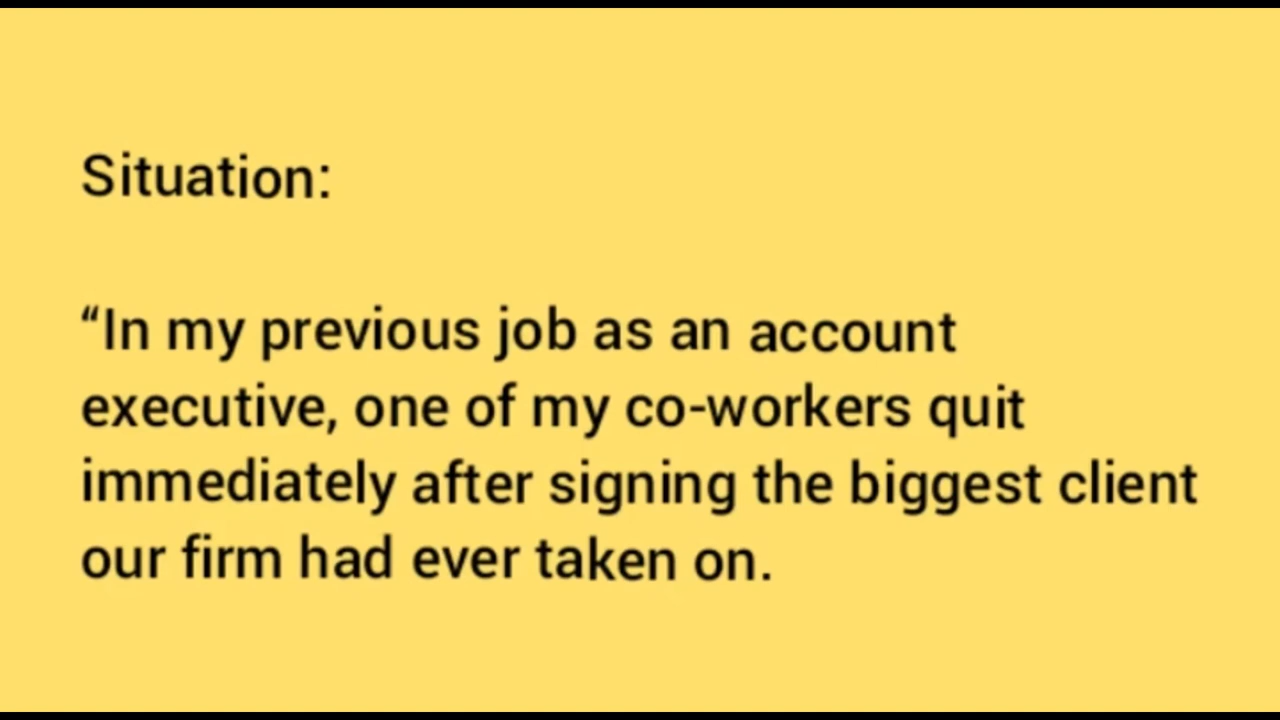 Situation:
“In my previous job as an account
executive, one of my co-workers quit
immediately after signing the biggest client
our firm had ever taken on.